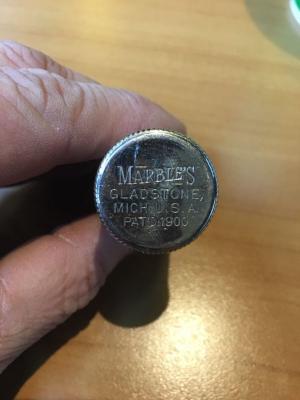 MARBLE'S
GLADSTONE,
MICH. U.S.A.
PAT'D.1900